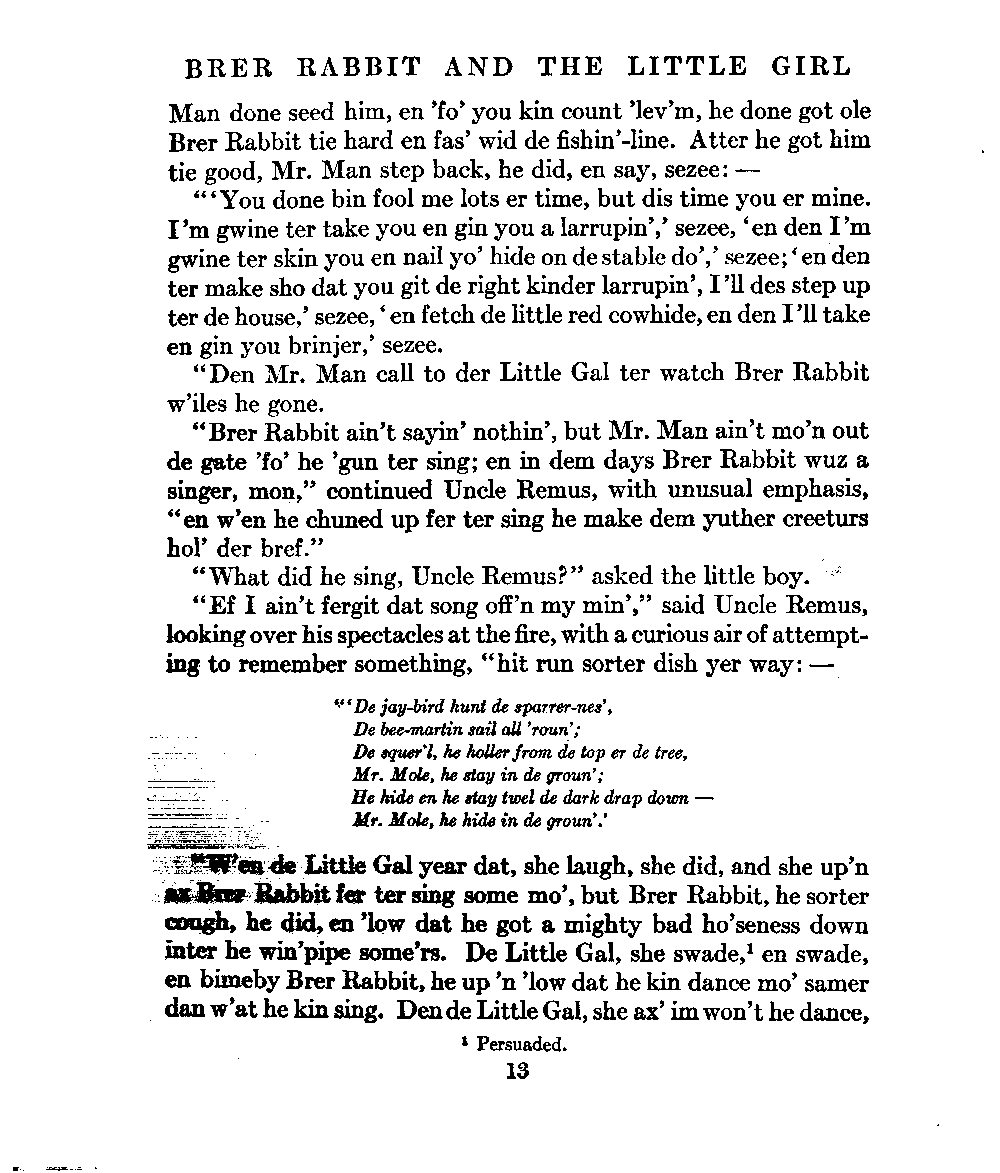 BRER RABBIT AND THE LITTLE GIRL
Man done seed him, en 'fo' you kin count 'lev'm, he done got ole
Brer Rabbit tie hard en fas' wid de fishin'-line. Atter he got him
tie good, Mr. Man step back, he did, en say, sezee: —
"'You done bin fool me lots er time, but dis time you er mine.
I'm gwine ter take you en gin you a larrupin',' sezee, 'en den I'm
gwine ter skin you en nail yo' hide on de stable do',' sezee; 'en den
ter make sho dat you git de right kinder larrupin', I'll des step up
ter de house,' sezee, 'en fetch de little red cowhide, en den I'll take
en gin you brinjer,' sezee.
"Den Mr. Man call to der Little Gal ter watch Brer Rabbit
w'iles he gone.
"Brer Rabbit ain't sayin' nothin', but Mr. Man ain't mo'n out
de gate 'fo' he 'gun ter sing; en in dem days Brer Rabbit wuz a
singer, mon," continued Uncle Remus, with unusual emphasis,
"en w'en he chuned up fer ter sing he make dem yuther creeturs
hol' der bref."
"What did he sing, Uncle Remus?" asked the little boy.
"Ef I ain't fergit dat song off'n my min'," said Uncle Remus,
looking over his spectacles at the fire, with a curious air of attempt-
ing to remember something, "hit run sorter dish yer way: —
"'De jay-bird hunt de sparrer-nes',
De bee-martin sail all 'roun';
De squer'l, he holler from de top er de tree,
Mr. Mole, he stay in de groun';
He hide en he stay twel de dark drap down —
Mr. Mole, he hide in de groun'.'
"W'en de Little Gal year dat, she laugh, she did, and she up'n
ax Brer Rabbit fer ter sing some mo', but Brer Rabbit, he sorter
cough, he did, en 'low dat he got a mighty bad ho'seness down
inter he win'pipe some'rs. De Little Gal, she swade,¹ en swade,
en bimeby Brer Rabbit, he up 'n 'low dat he kin dance mo' samer
dan w'at he kin sing. Den de Little Gal, she ax' im won't he dance,
¹ Persuaded.
13